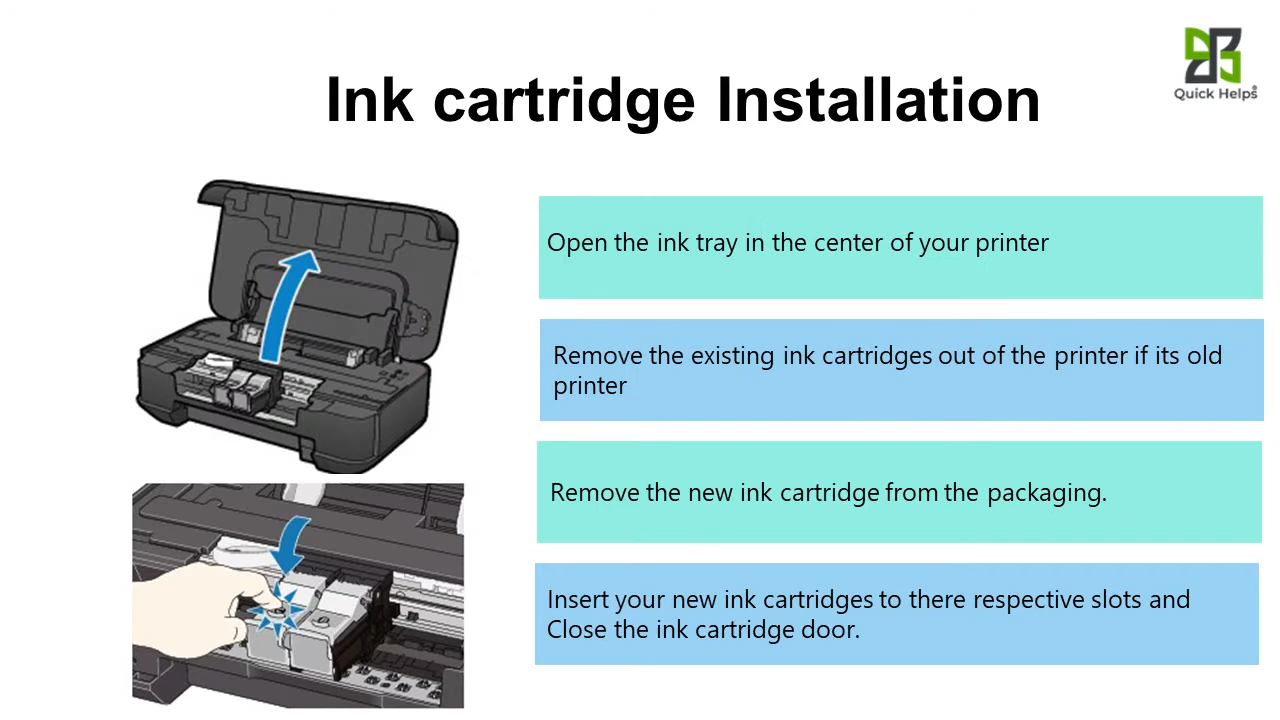 Quick Helps
Ink cartridge Installation
Open the ink tray in the center of your printer
Remove the existing ink cartridges out of the printer if its old
printer
Remove the new ink cartridge from the packaging.
Insert your new ink cartridges to there respective slots and
Close the ink cartridge door.